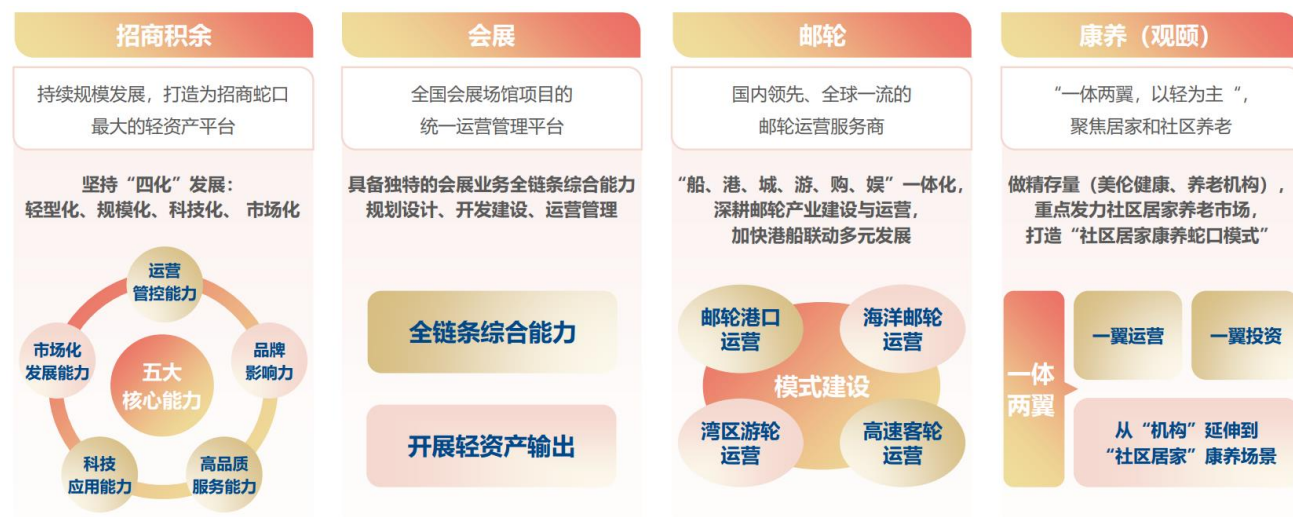 招商积余
持续规模发展，打造为招商蛇口
最大的轻资产平台
坚持“四化”发展：
轻型化、规模化、科技化、 市场化
运营
管控能力
市场化
发展能力
品牌
影响力
五大
核心能力
科技
应用能力
高品质
服务能力
会展
全国会展场馆项目的
统一运营管理平台
具备独特的会展业务全链条综合能力
规划设计、开发建设、运营管理
全链条综合能力
开展轻资产输出
邮轮
国内领先、全球一流的
邮轮运营服务商
“船、港、城、游、购、娱”一体化，
深耕邮轮产业建设与运营，
加快港船联动多元发展
邮轮港口
运营
海洋邮轮
运营
模式建设
湾区游轮
运营
高速客轮
运营
康养（观颐）
“一体两翼，以轻为主“，
聚焦居家和社区养老
做精存量（美伦健康、养老机构），
重点发力社区居家养老市场，
打造“社区居家康养蛇口模式”
一体
两翼
一翼运营
一翼投资
从“机构”延伸到
“社区居家”康养场景